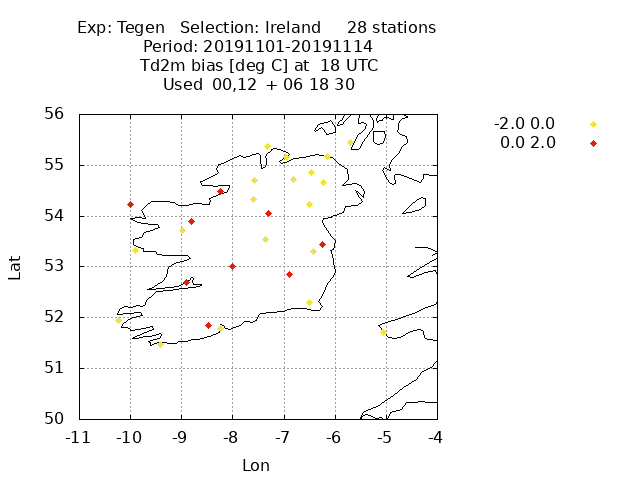 Exp: Tegen   Selection: Ireland     28 stations
Period: 20191101-20191114
Td2m bias [deg C] at  18 UTC
Used  00,12  + 06 18 30
-2.0 0.0
0.0 2.0
56
55
54
53
52
51
50
Lat
-11 -10 -9 -8 -7 -6 -5 -4
Lon